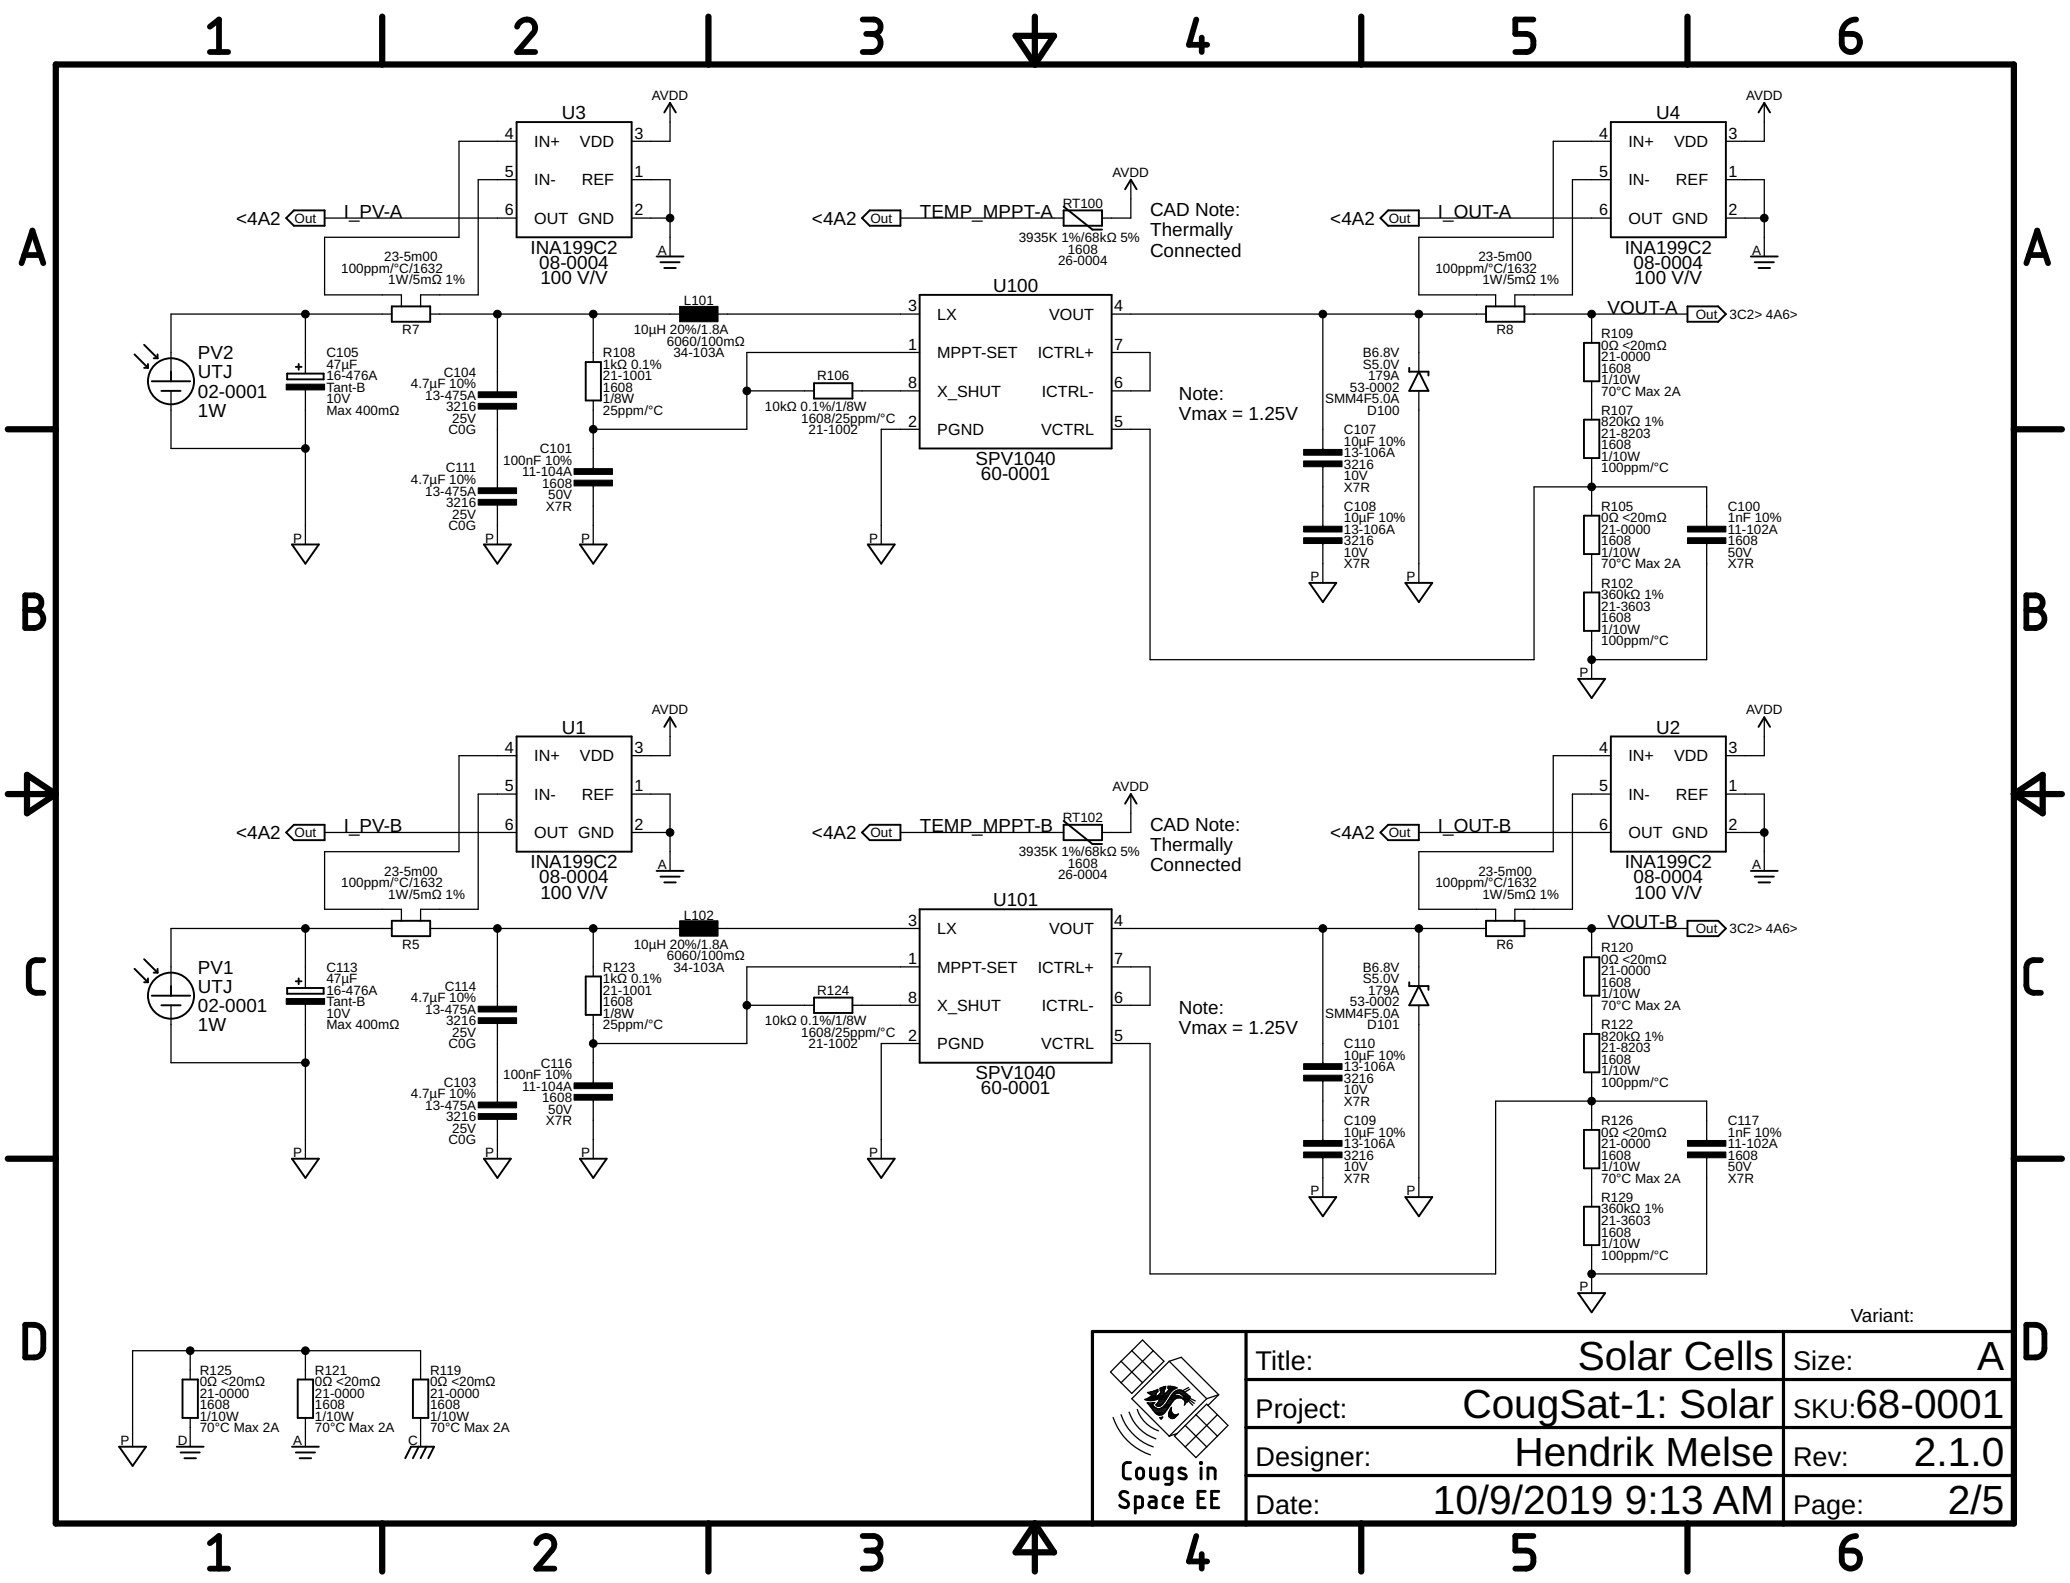 1 2 3 4 5 6
A
B
C
D
A
B
C
D
U3
AVDD
4 IN+ VDD 3
5 IN- REF 1
6 OUT GND 2
<4A2 Out I_PV-A
INA199C2
08-0004
100 V/V
A
23-5m00
100ppm/°C/1632
1W/5mΩ 1%
R7
PV2
UTJ
02-0001
1W
+
C105
47µF
16-476A
Tant-B
10V
Max 400mΩ
P
C104
4.7µF 10%
13-475A
3216
25V
C0G
C111
4.7µF 10%
13-475A
3216
25V
C0G
P
R108
1kΩ 0.1%
21-1001
1608
1/8W
25ppm/°C
C101
100nF 10%
11-104A
1608
50V
X7R
P
L101
10µH 20%/1.8A
6060/100mΩ
34-103A
R106
10kΩ 0.1%/1/8W
1608/25ppm/°C
21-1002
<4A2 Out TEMP_MPPT-A
AVDD
RT100
3935K 1%/68kΩ 5%
1608
26-0004
CAD Note:
Thermally
Connected
U100
3 LX VOUT 4
1 MPPT-SET ICTRL+ 7
8 X_SHUT ICTRL- 6
2 PGND VCTRL 5
SPV1040
60-0001
P
Note:
Vmax = 1.25V
C107
10µF 10%
13-106A
3216
10V
X7R
C108
10µF 10%
13-106A
3216
10V
X7R
P
B6.8V
S5.0V
179A
53-0002
SMM4F5.0A
D100
P
U4
AVDD
4 IN+ VDD 3
5 IN- REF 1
6 OUT GND 2
<4A2 Out I_OUT-A
INA199C2
08-0004
100 V/V
A
23-5m00
100ppm/°C/1632
1W/5mΩ 1%
R8
VOUT-A Out 3C2> 4A6>
R109
0Ω <20mΩ
21-0000
1608
1/10W
70°C Max 2A
R107
820kΩ 1%
21-8203
1608
1/10W
100ppm/°C
R105
0Ω <20mΩ
21-0000
1608
1/10W
70°C Max 2A
R102
360kΩ 1%
21-3603
1608
1/10W
100ppm/°C
C100
1nF 10%
11-102A
1608
50V
X7R
P
U1
AVDD
4 IN+ VDD 3
5 IN- REF 1
6 OUT GND 2
<4A2 Out I_PV-B
INA199C2
08-0004
100 V/V
A
23-5m00
100ppm/°C/1632
1W/5mΩ 1%
R5
PV1
UTJ
02-0001
1W
+
C113
47µF
16-476A
Tant-B
10V
Max 400mΩ
P
C114
4.7µF 10%
13-475A
3216
25V
C0G
C103
4.7µF 10%
13-475A
3216
25V
C0G
P
R123
1kΩ 0.1%
21-1001
1608
1/8W
25ppm/°C
C116
100nF 10%
11-104A
1608
50V
X7R
P
L102
10µH 20%/1.8A
6060/100mΩ
34-103A
R124
10kΩ 0.1%/1/8W
1608/25ppm/°C
21-1002
<4A2 Out TEMP_MPPT-B
AVDD
RT102
3935K 1%/68kΩ 5%
1608
26-0004
CAD Note:
Thermally
Connected
U101
3 LX VOUT 4
1 MPPT-SET ICTRL+ 7
8 X_SHUT ICTRL- 6
2 PGND VCTRL 5
SPV1040
60-0001
P
Note:
Vmax = 1.25V
C110
10µF 10%
13-106A
3216
10V
X7R
C109
10µF 10%
13-106A
3216
10V
X7R
P
B6.8V
S5.0V
179A
53-0002
SMM4F5.0A
D101
P
U2
AVDD
4 IN+ VDD 3
5 IN- REF 1
6 OUT GND 2
<4A2 Out I_OUT-B
INA199C2
08-0004
100 V/V
A
23-5m00
100ppm/°C/1632
1W/5mΩ 1%
R6
VOUT-B Out 3C2> 4A6>
R120
0Ω <20mΩ
21-0000
1608
1/10W
70°C Max 2A
R122
820kΩ 1%
21-8203
1608
1/10W
100ppm/°C
R126
0Ω <20mΩ
21-0000
1608
1/10W
70°C Max 2A
R129
360kΩ 1%
21-3603
1608
1/10W
100ppm/°C
C117
1nF 10%
11-102A
1608
50V
X7R
P
P
R125
0Ω <20mΩ
21-0000
1608
1/10W
70°C Max 2A
D
R121
0Ω <20mΩ
21-0000
1608
1/10W
70°C Max 2A
A
R119
0Ω <20mΩ
21-0000
1608
1/10W
70°C Max 2A
C
Variant:
Cougs in
Space EE
Title: Solar Cells Size: A
Project: CougSat-1: Solar SKU:68-0001
Designer: Hendrik Melse Rev: 2.1.0
Date: 10/9/2019 9:13 AM Page: 2/5
1 2 3 4 5 6